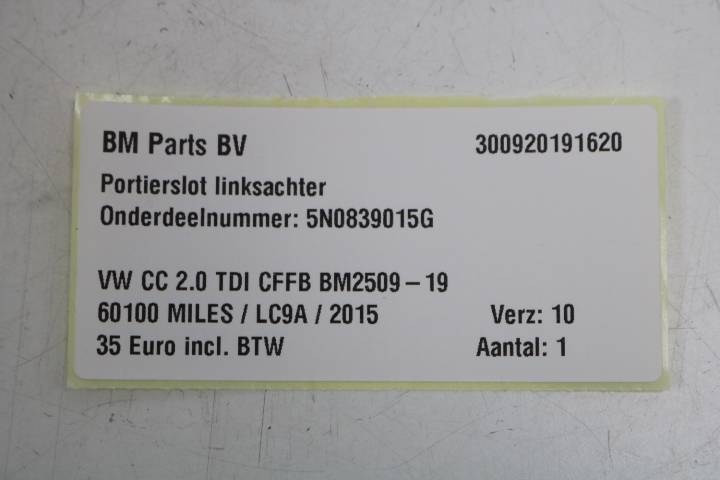 BM Parts BV 300920191620
Portierslot linksachter
Onderdeelnummer: 5N0839015G
VW CC 2.0 TDI CFFB BM2509-19
60100 MILES / LC9A / 2015 Verz: 10
35 Euro incl. BTW Aantal: 1